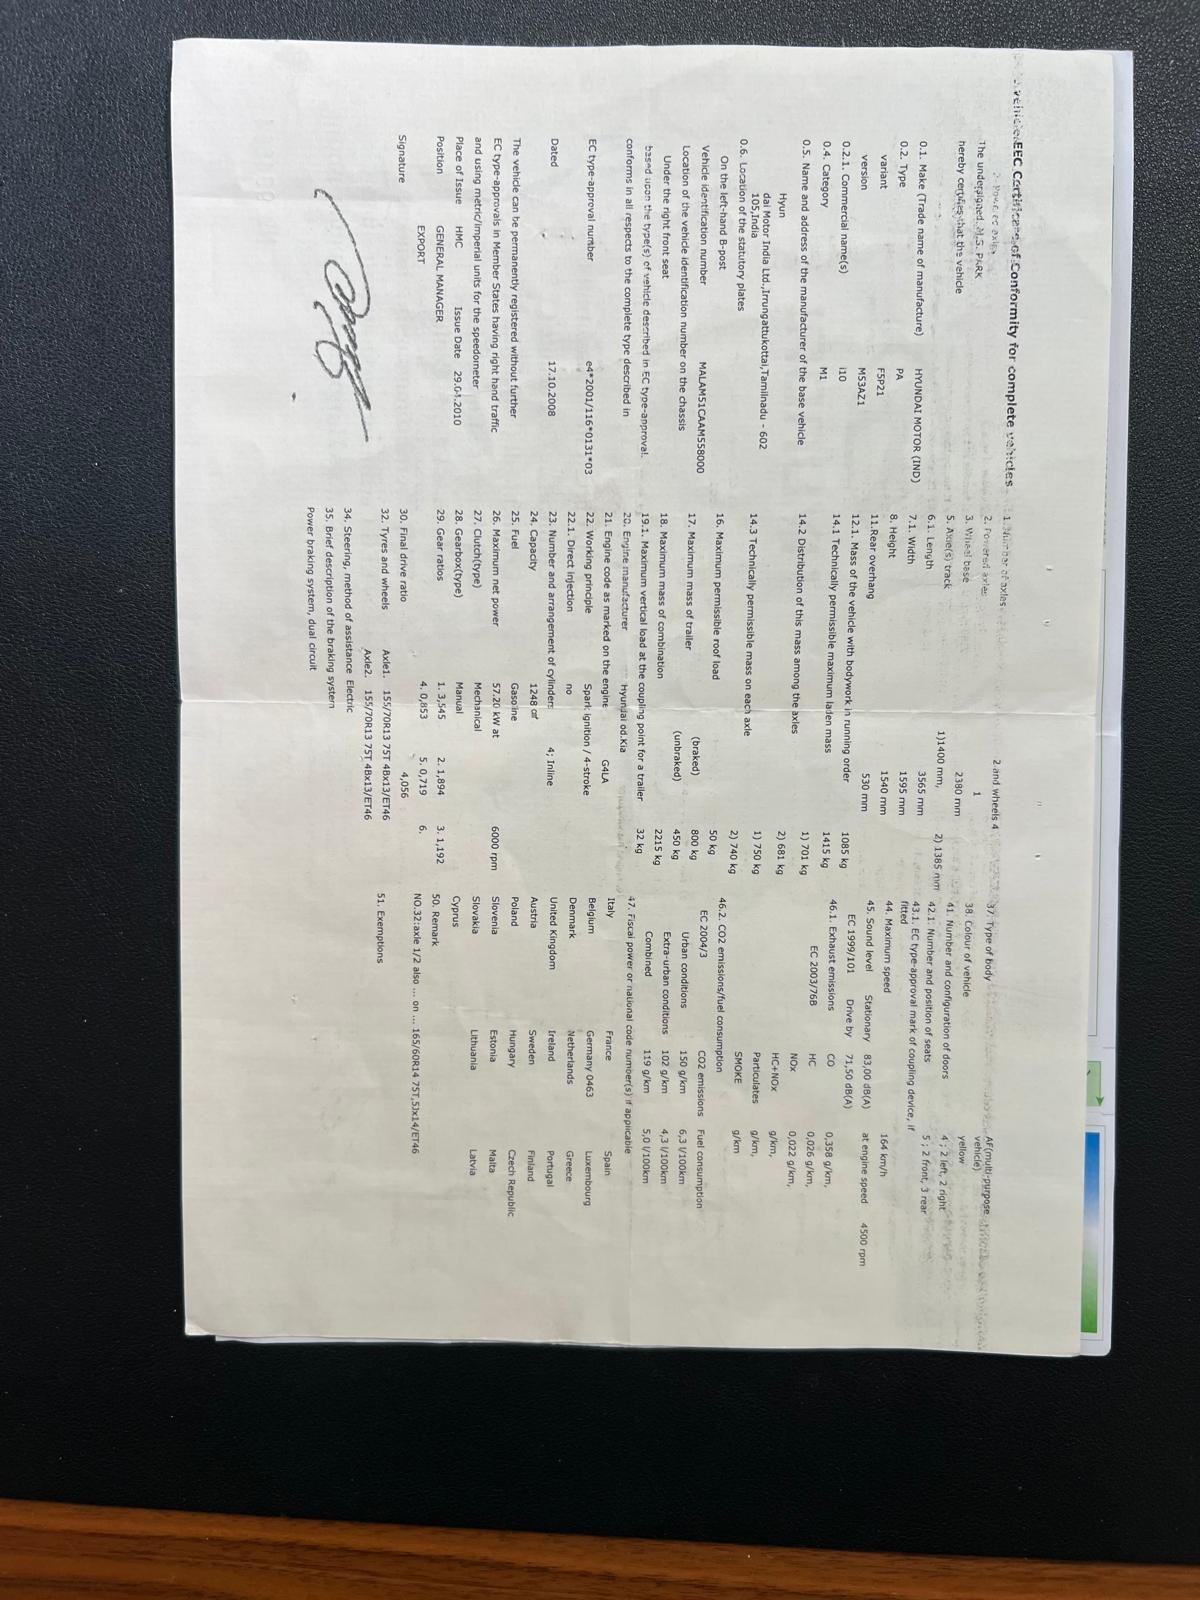 EEC Certificate of Conformity for complete vehicles
The undersigned, M.S. PARK
hereby certifies that the vehicle
0.1. Make (Trade name of manufacture) HYUNDAI MOTOR (IND)
0.2. Type PA
variant F5P21
version M53AZ1
0.2.1. Commercial name(s) i10
0.4. Category M1
0.5. Name and address of the manufacturer of the base vehicle
Hyun
dai Motor India Ltd.,Irrungattukottai,Tamilnadu - 602
105,India
0.6. Location of the statutory plates
On the left-hand B-post
Vehicle identification number MALAM51CAAM558000
Location of the vehicle identification number on the chassis
Under the right front seat
based upon the type(s) of vehicle described in EC type-approval.
conforms in all respects to the complete type described in
EC type-approval number e4*2001/116*0131*03
Dated 17.10.2008
The vehicle can be permanently registered without further
EC type-approvals in Member States having right hand traffic
and using metric/imperial units for the speedometer
Place of Issue HMC Issue Date 29.04.2010
Position GENERAL MANAGER
EXPORT
Signature
1. Number of axles 2 and wheels 4
2. Powered axles 1
3. Wheel base 2380 mm
5. Axle(s) track 1)1400 mm, 2) 1385 mm
6.1. Length 3565 mm
7.1. Width 1595 mm
8. Height 1540 mm
11.Rear overhang 530 mm
12.1. Mass of the vehicle with bodywork in running order 1085 kg
14.1 Technically permissible maximum laden mass 1415 kg
14.2 Distribution of this mass among the axles 1) 701 kg
2) 681 kg
14.3 Technically permissible mass on each axle 1) 750 kg
2) 740 kg
16. Maximum permissible roof load 50 kg
17. Maximum mass of trailer (braked) 800 kg
(unbraked) 450 kg
18. Maximum mass of combination 2215 kg
19.1. Maximum vertical load at the coupling point for a trailer 32 kg
20. Engine manufacturer Hyundai od.Kia
21. Engine code as marked on the engine G4LA
22. Working principle Spark ignition / 4-stroke
22.1. Direct injection no
23. Number and arrangement of cylinders 4; Inline
24. Capacity 1248
25. Fuel Gasoline
26. Maximum net power 57.20 kW at 6000 rpm
27. Clutch(type) Mechanical
28. Gearbox(type) Manual
29. Gear ratios 1. 3,545 2. 1,894 3. 1,192
4. 0,853 5. 0,719 6.
30. Final drive ratio 4,056
32. Tyres and wheels Axle1. 155/70R13 75T 4Bx13/ET46
Axle2. 155/70R13 75T 4Bx13/ET46
34. Steering, method of assistance Electric
35. Brief description of the braking system
Power braking system, dual circuit
37. Type of body AF(multi-purpose
vehicle)
38. Colour of vehicle yellow
41. Number and configuration of doors 4 ; 2 left, 2 right
42.1. Number and position of seats 5 ; 2 front, 3 rear
43.1. EC type-approval mark of coupling device, if
fitted
44. Maximum speed 164 km/h
45. Sound level Stationary 83,00 dB(A) at engine speed 4500 rpm
EC 1999/101 Drive by 71,50 dB(A)
46.1. Exhaust emissions CO 0,358 g/km,
EC 2003/76B HC 0,026 g/km,
NOx 0,022 g/km,
HC+NOx g/km,
Particulates g/km,
SMOKE g/km
46.2. CO2 emissions/fuel consumption
EC 2004/3 CO2 emissions Fuel consumption
Urban conditions 150 g/km 6,3 l/100km
Extra-urban conditions 102 g/km 4,3 l/100km
Combined 119 g/km 5,0 l/100km
47. Fiscal power or national code number(s) if applicable
Italy France Spain
Belgium Germany 0463 Luxembourg
Denmark Netherlands Greece
United Kingdom Ireland Portugal
Austria Sweden Finland
Poland Hungary Czech Republic
Slovenia Estonia Malta
Slovakia Lithuania Latvia
Cyprus
50. Remark
NO.32:axle 1/2 also ... on ... 165/60R14 75T,5Jx14/ET46
51. Exemptions